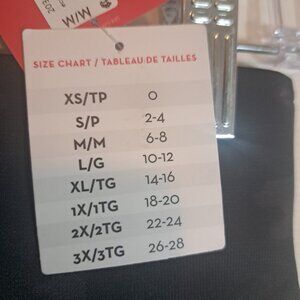 M/M
SIZE CHART / TABLEAU DE TAILLES
XS/TP 0
S/P 2-4
M/M 6-8
L/G 10-12
XL/TG 14-16
1X/1TG 18-20
2X/2TG 22-24
3X/3TG 26-28